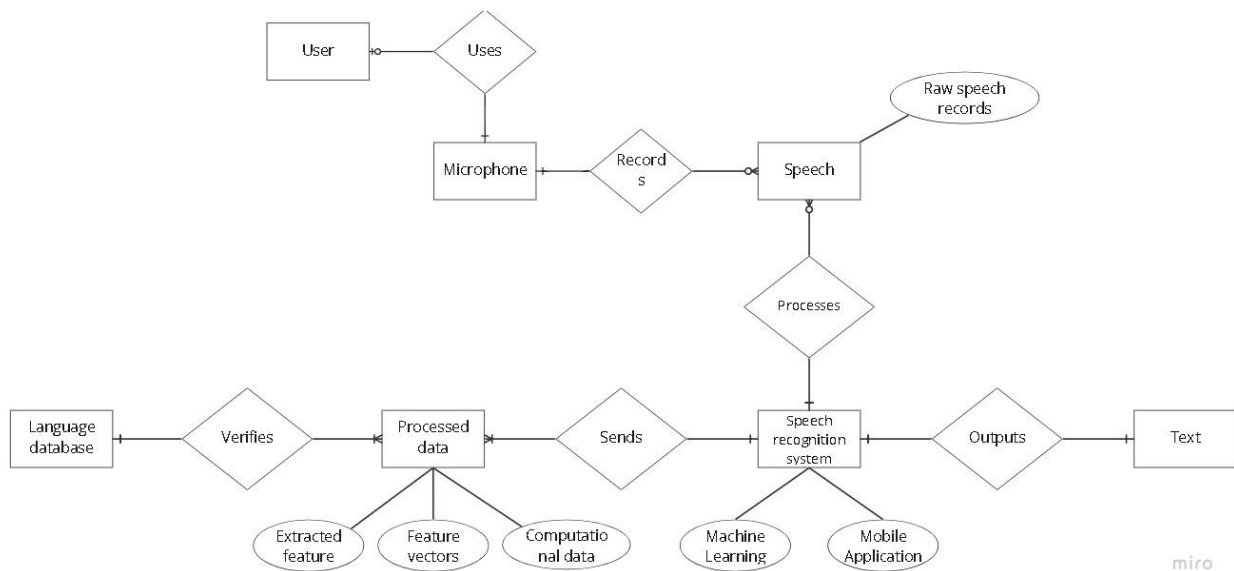 User
Uses
Raw speech
records
Microphone
Record
s
Speech
Processes
Language
database
Verifies
Processed
data
Sends
Speech
recognition
system
Outputs
Text
Extracted
feature
Feature
vectors
Computatio
nal data
Machine
Learning
Mobile
Application
miro